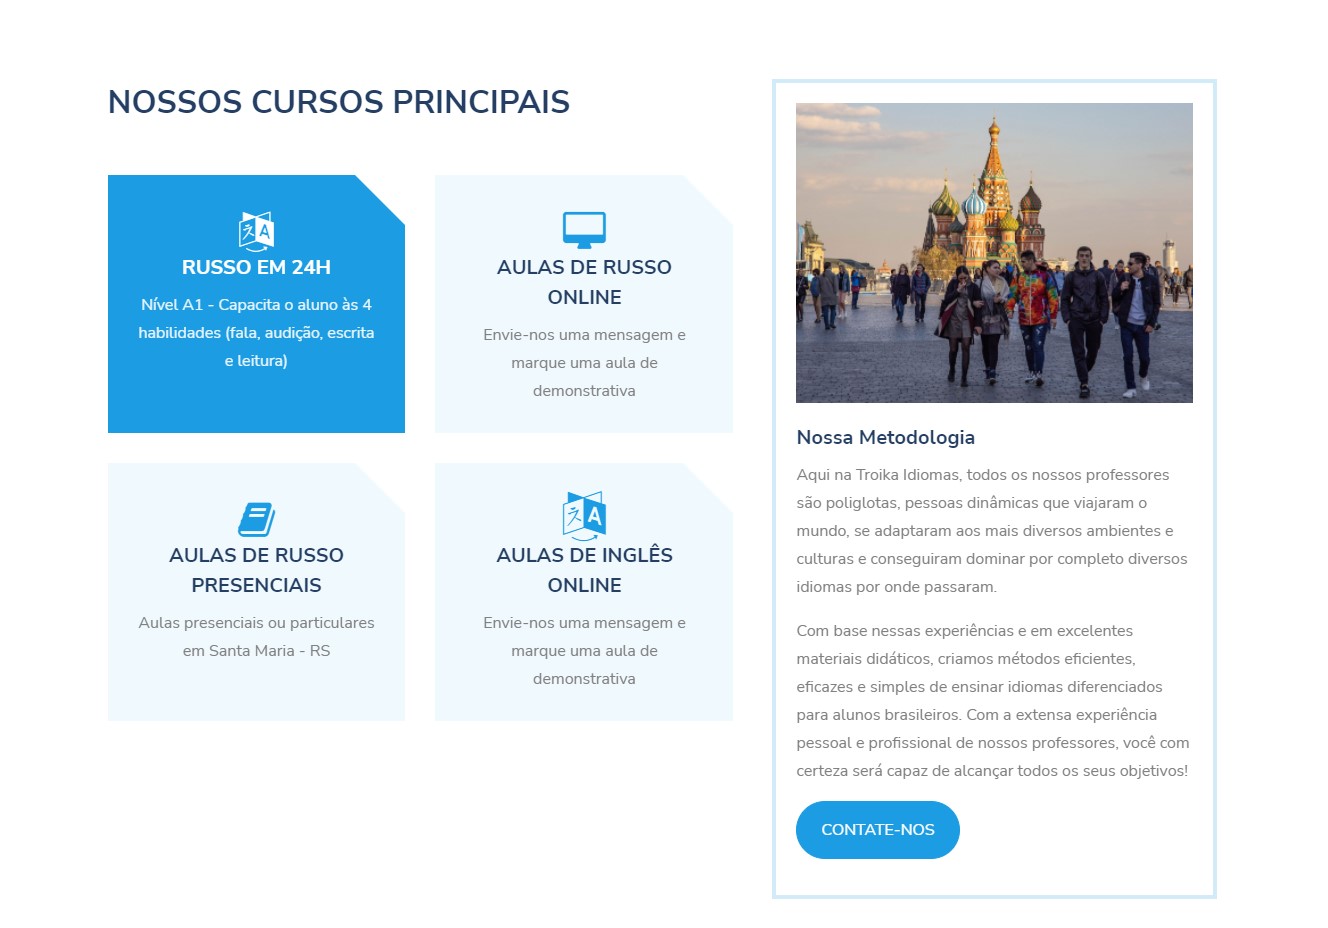 NOSSOS CURSOS PRINCIPAIS
RUSSO EM 24H
Nível A1 - Capacita o aluno às 4
habilidades (fala, audição, escrita
e leitura)
AULAS DE RUSSO
ONLINE
Envie-nos uma mensagem e
marque uma aula de
demonstrativa
AULAS DE RUSSO
PRESENCIAIS
Aulas presenciais ou particulares
em Santa Maria - RS
AULAS DE INGLÊS
ONLINE
Envie-nos uma mensagem e
marque uma aula de
demonstrativa
Nossa Metodologia
Aqui na Troika Idiomas, todos os nossos professores
são poliglotas, pessoas dinâmicas que viajaram o
mundo, se adaptaram aos mais diversos ambientes e
culturas e conseguiram dominar por completo diversos
idiomas por onde passaram.
Com base nessas experiências e em excelentes
materiais didáticos, criamos métodos eficientes,
eficazes e simples de ensinar idiomas diferenciados
para alunos brasileiros. Com a extensa experiência
pessoal e profissional de nossos professores, você com
certeza será capaz de alcançar todos os seus objetivos!
CONTATE-NOS